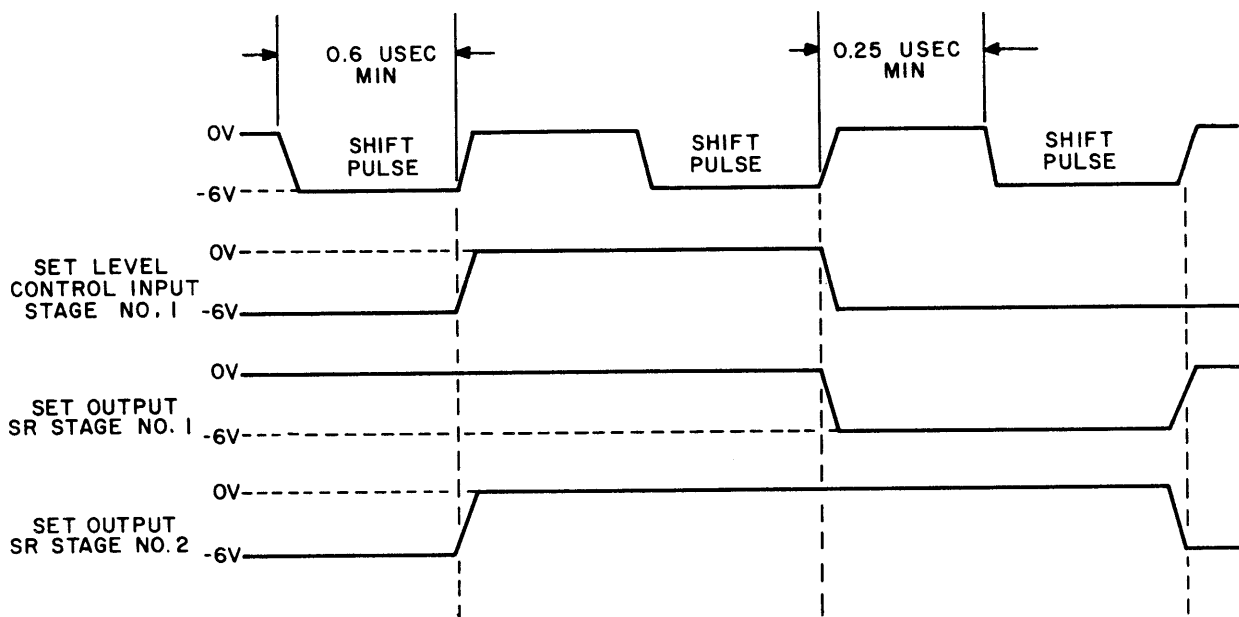 0.6 USEC
MIN
0.25 USEC
MIN
0V
SHIFT
PULSE
SHIFT
PULSE
SHIFT
PULSE
-6V
0V
SET LEVEL
CONTROL INPUT
STAGE NO. 1
-6V
0V
SET OUTPUT
SR STAGE NO. 1
-6V
0V
SET OUTPUT
SR STAGE NO. 2
-6V